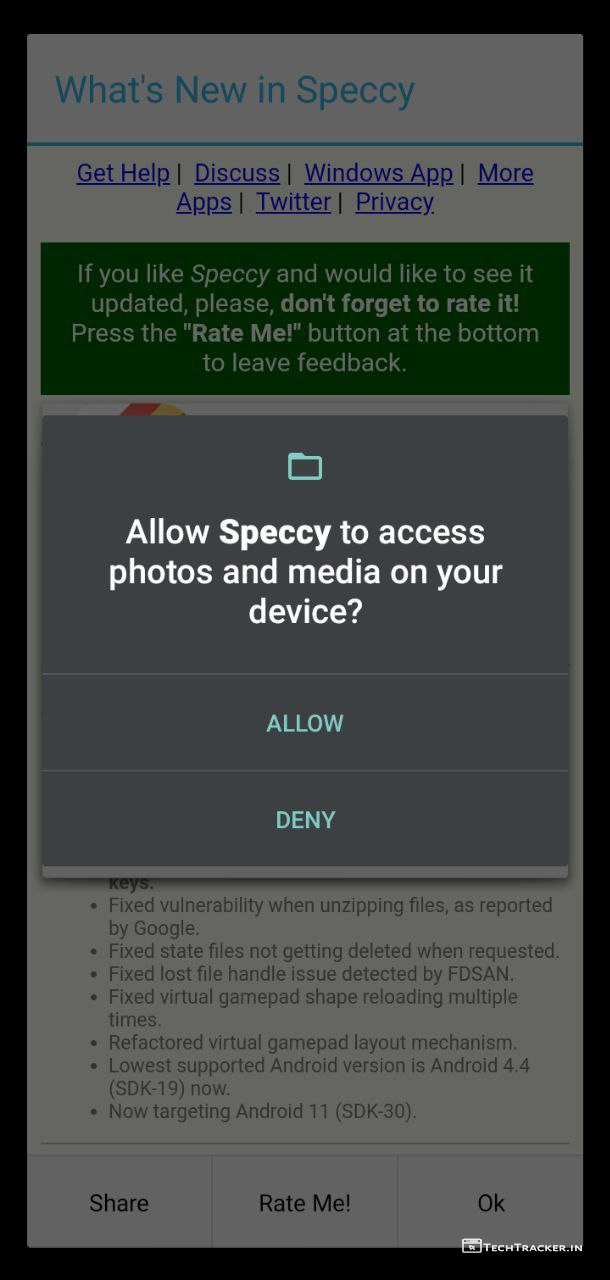 What's New in Speccy
Get Help | Discuss | Windows App | More
Apps | Twitter | Privacy
If you like Speccy and would like to see it
updated, please, don't forget to rate it!
Press the "Rate Me!" button at the bottom
to leave feedback.
Allow Speccy to access
photos and media on your
device?
ALLOW
DENY
keys.
• Fixed vulnerability when unzipping files, as reported
by Google.
• Fixed state files not getting deleted when requested.
• Fixed lost file handle issue detected by FDSAN.
• Fixed virtual gamepad shape reloading multiple
times.
• Refactored virtual gamepad layout mechanism.
• Lowest supported Android version is Android 4.4
(SDK-19) now.
• Now targeting Android 11 (SDK-30).
Share
Rate Me!
Ok
TECHTRACKER.IN